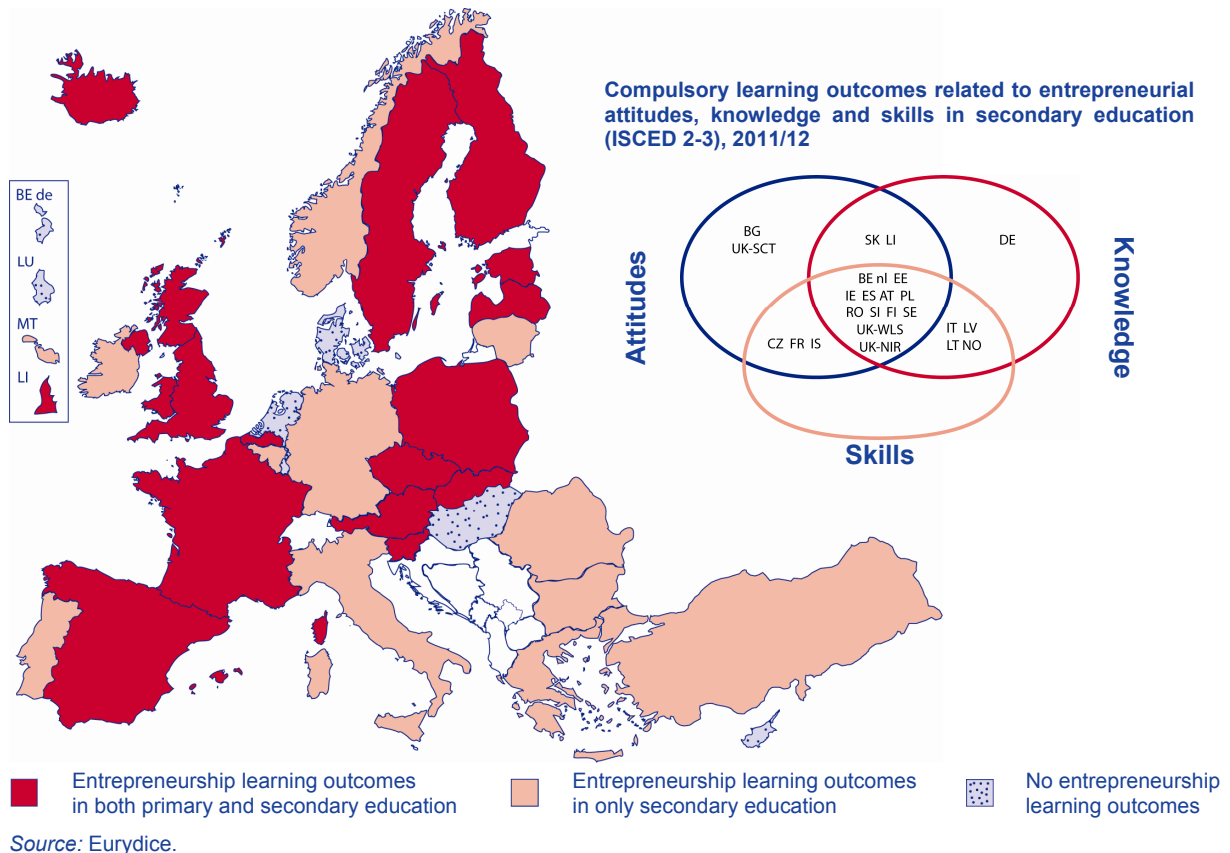 Compulsory learning outcomes related to entrepreneurial
attitudes, knowledge and skills in secondary education
(ISCED 2-3), 2011/12
BE de
LU
MT
LI
Attitudes
Knowledge
Skills
BG
UK-SCT
SK LI
DE
BE nl EE
IE ES AT PL
RO SI FI SE
UK-WLS
UK-NIR
CZ FR IS
IT LV
LT NO
Entrepreneurship learning outcomes
in both primary and secondary education
Entrepreneurship learning outcomes
in only secondary education
No entrepreneurship
learning outcomes
Source: Eurydice.